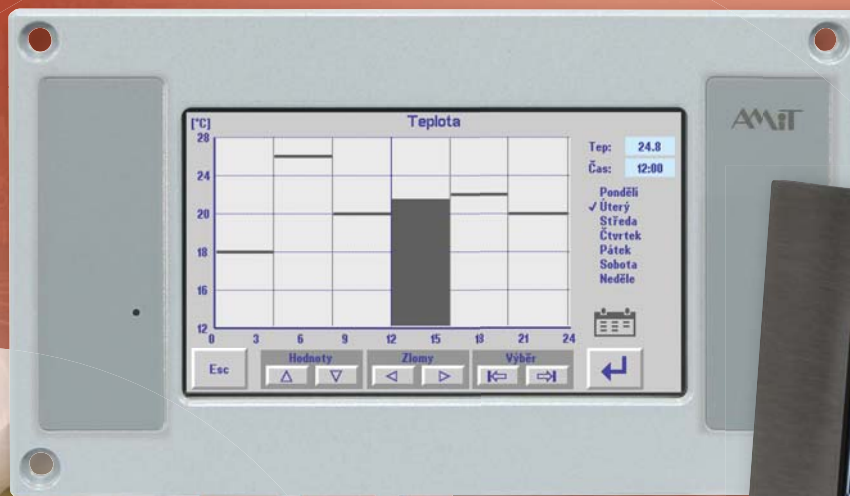 AMiT
[°C]
Teplota
28
24
20
18
16
12
0 3 6 9 12 15 18 21 24
Tep: 24.8
Čas: 12:00
Pondělí
✓ Úterý
Středa
Čtvrtek
Pátek
Sobota
Neděle
Hodnoty
Zlomy
Výběr
Esc